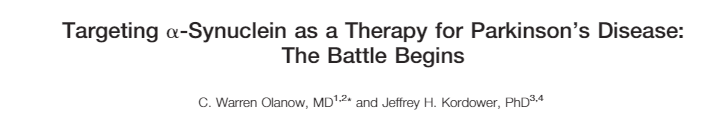 Targeting α-Synuclein as a Therapy for Parkinson's Disease:
The Battle Begins
C. Warren Olanow, MD1,2* and Jeffrey H. Kordower, PhD3,4